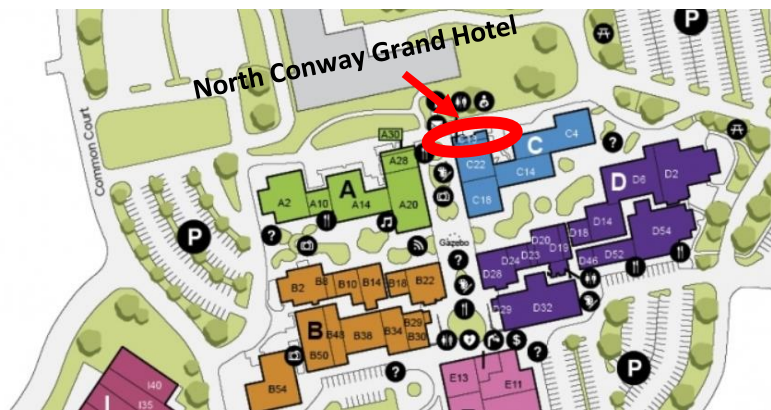 North Conway Grand Hotel
P
Common Court
A30
A28
C4
C
C22
C14
C18
A
A2
A10
A14
A20
D
D6
D2
P
D14
D18
D54
D20
D19
D23
D24
D28
D46
D52
Gazebo
B2
B8
B10
B14
B18
B22
D29
D32
B
B48
B38
B34
B29
B30
B50
B54
$
E13
E11
P
I40
I35